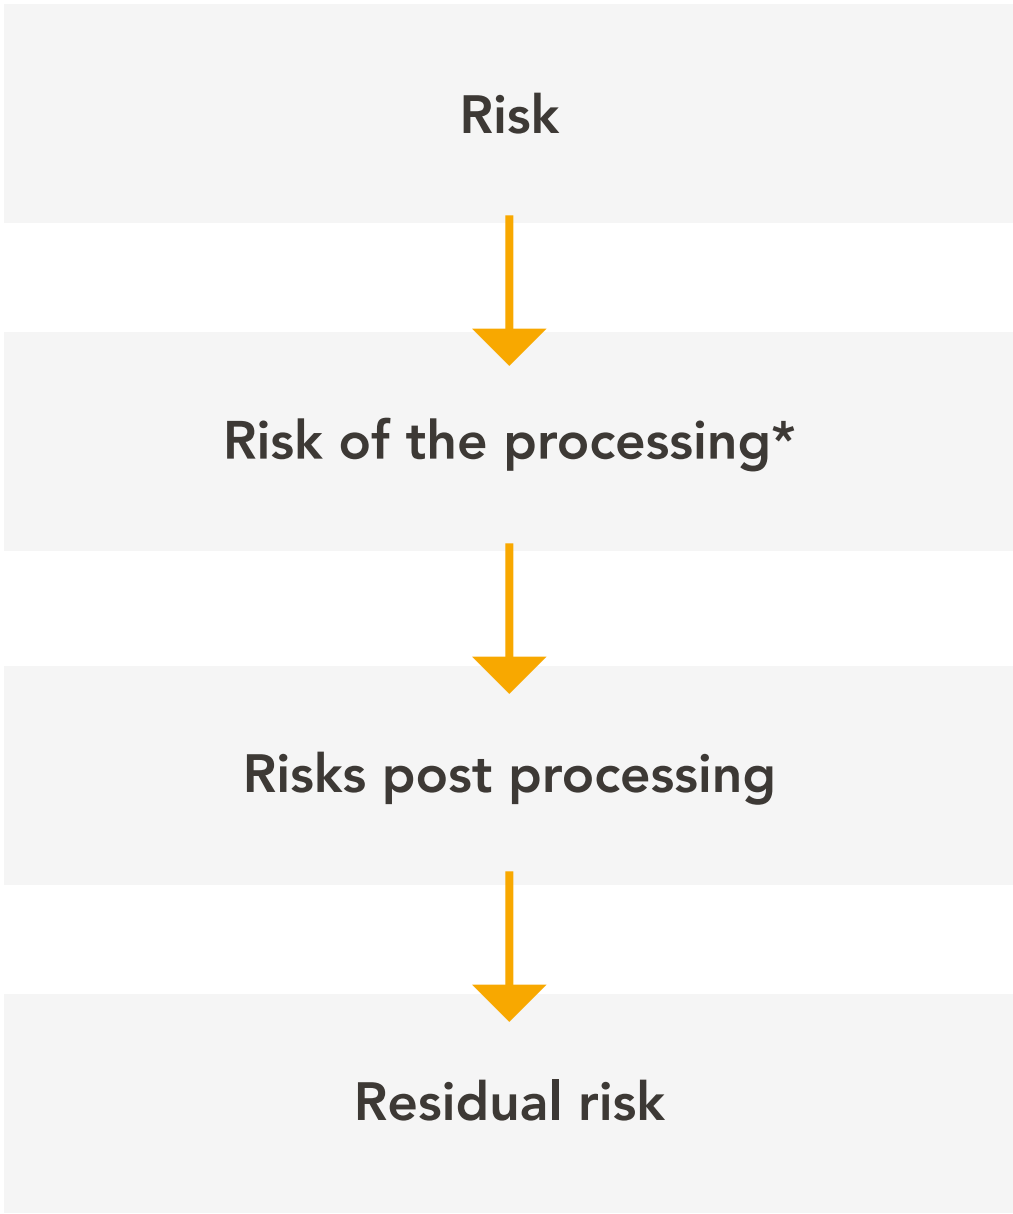 Risk
Risk of the processing*
Risks post processing
Residual risk